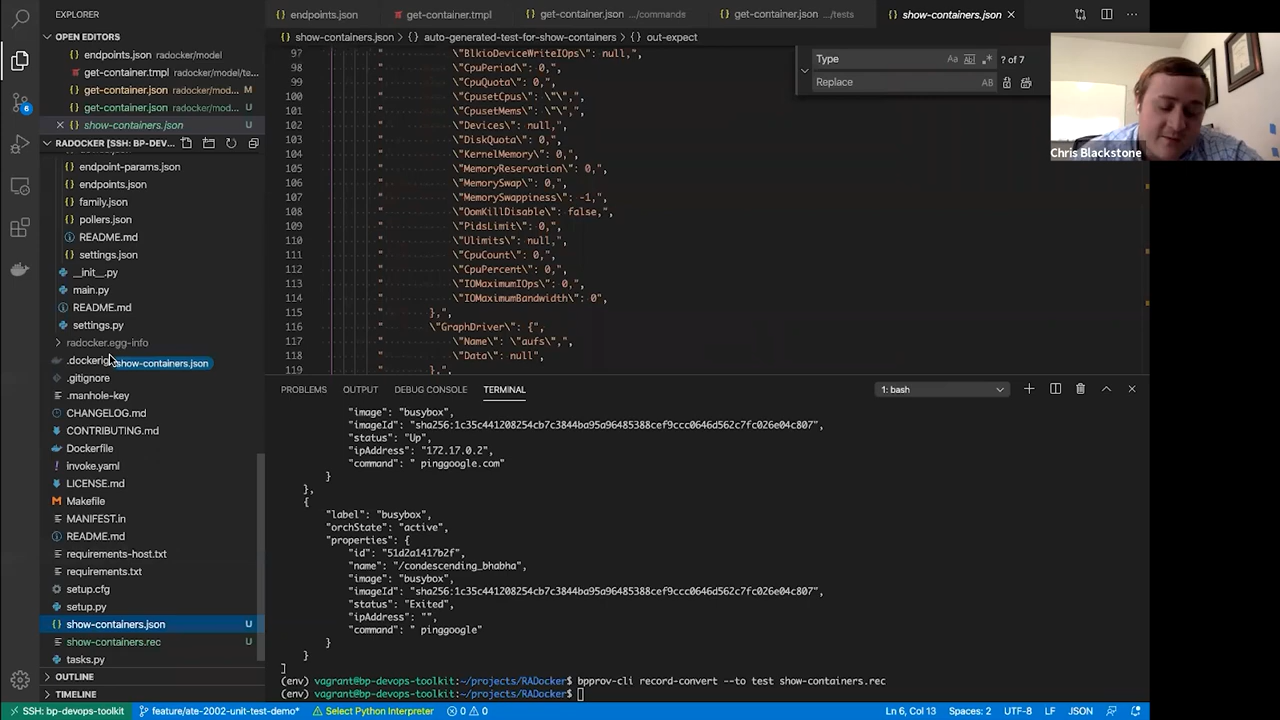 EXPLORER
OPEN EDITORS
endpoints.json radocker/model
get-container.tmpl radocker/model/te...
get-container.json radocker/mod... M
get-container.json radocker/mod... U
show-containers.json U
RADOCKER [SSH: BP-DEV...
endpoint-params.json
endpoints.json
family.json
pollers.json
README.md
settings.json
__init__.py
main.py
README.md
settings.py
radocker.egg-info
.dockerig
show-containers.json
.gitignore
.manhole-key
CHANGELOG.md
CONTRIBUTING.md
Dockerfile
invoke.yaml
LICENSE.md
Makefile
MANIFEST.in
README.md
requirements-host.txt
requirements.txt
setup.cfg
setup.py
show-containers.json U
show-containers.rec U
tasks.py
OUTLINE
TIMELINE
6
endpoints.json get-container.tmpl get-container.json .../commands get-container.json .../tests show-containers.json
show-containers.json > {} auto-generated-test-for-show-containers > out-expect
Type Aa Abl .* ? of 7
Replace AB
97 " \"BlkioDeviceWriteIOps\": null,",
98 " \"CpuPeriod\": 0,",
99 " \"CpuQuota\": 0,",
100 " \"CpusetCpus\": \"\",",
101 " \"CpusetMems\": \"\",",
102 " \"Devices\": null,",
103 " \"DiskQuota\": 0,",
104 " \"KernelMemory\": 0,",
105 " \"MemoryReservation\": 0,",
106 " \"MemorySwap\": 0,",
107 " \"MemorySwappiness\": -1,",
108 " \"OomKillDisable\": false,",
109 " \"PidsLimit\": 0,",
110 " \"Ulimits\": null,",
111 " \"CpuCount\": 0,",
112 " \"CpuPercent\": 0,",
113 " \"IOMaximumIOps\": 0,",
114 " \"IOMaximumBandwidth\": 0",
115 " },",
116 " \"GraphDriver\": {",
117 " \"Name\": \"aufs\",",
118 " \"Data\": null",
119 " },",
Chris Blackstone
PROBLEMS OUTPUT DEBUG CONSOLE TERMINAL 1: bash
"image": "busybox",
"imageId": "sha256:1c35c441208254cb7c3844ba95a96485388cef9ccc0646d562c7fc026e04c807",
"status": "Up",
"ipAddress": "172.17.0.2",
"command": " pinggoogle.com"
}
},
{
"label": "busybox",
"orchState": "active",
"properties": {
"id": "51d2a1417b2f",
"name": "/condescending_bhabha",
"image": "busybox",
"imageId": "sha256:1c35c441208254cb7c3844ba95a96485388cef9ccc0646d562c7fc026e04c807",
"status": "Exited",
"ipAddress": "",
"command": " pinggoogle"
}
}
]
(env) vagrant@bp-devops-toolkit:~/projects/RADocker$ bpprov-cli record-convert --to test show-containers.rec
(env) vagrant@bp-devops-toolkit:~/projects/RADocker$
SSH: bp-devops-toolkit feature/ate-2002-unit-test-demo* Select Python Interpreter 0 0 Ln 6, Col 13 Spaces: 2 UTF-8 LF JSON